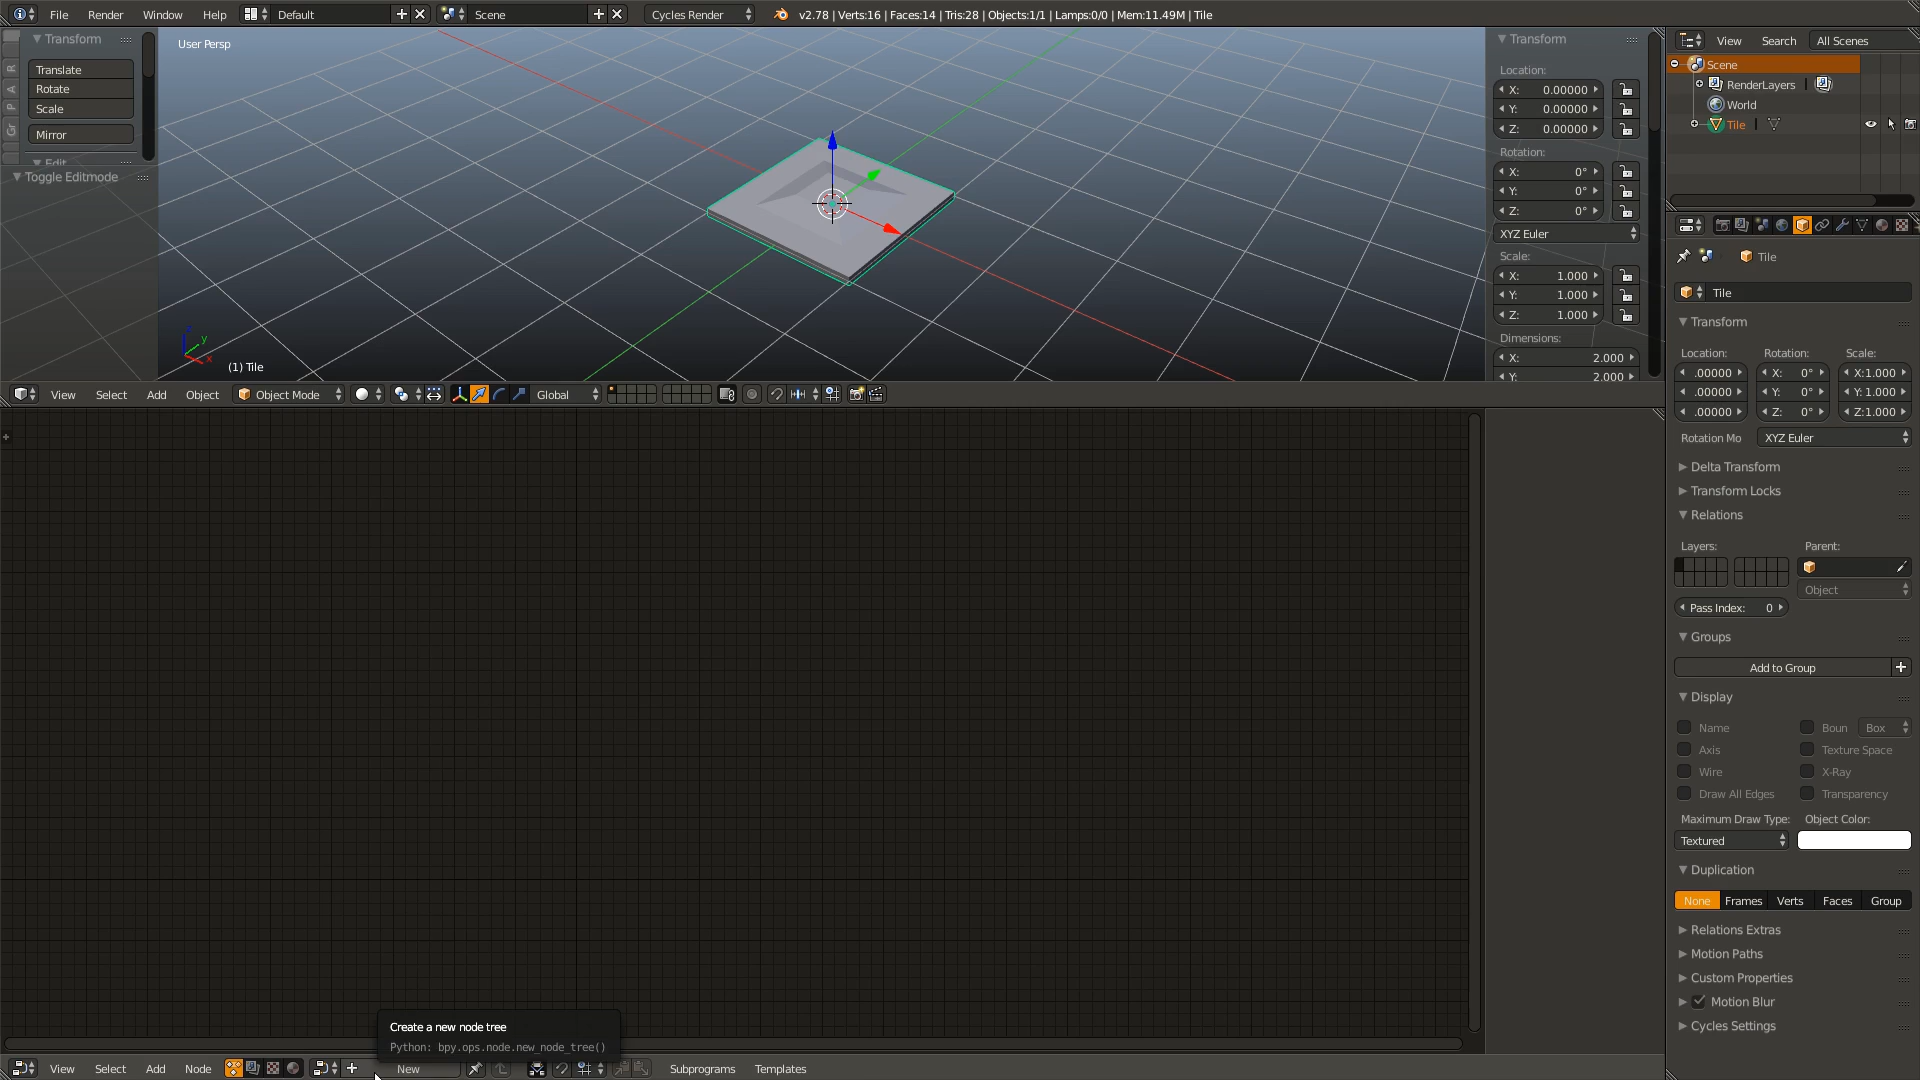 File Render Window Help Default Scene Cycles Render v2.78 | Verts:16 | Faces:14 | Tris:28 | Objects:1/1 | Lamps:0/0 | Mem:11.49M | Tile
Transform
Translate
Rotate
Scale
Mirror
Edit
Toggle Editmode
R
A
P
Gr
User Persp
z
y
x
(1) Tile
Transform
Location:
X: 0.00000
Y: 0.00000
Z: 0.00000
Rotation:
X: 0°
Y: 0°
Z: 0°
XYZ Euler
Scale:
X: 1.000
Y: 1.000
Z: 1.000
Dimensions:
X: 2.000
Y: 2.000
View Select Add Object Object Mode Global
View Search All Scenes
Scene
RenderLayers |
World
Tile |
Tile
Tile
Transform
Location: Rotation: Scale:
.00000 X: 0° X:1.000
.00000 Y: 0° Y: 1.000
.00000 Z: 0° Z:1.000
Rotation Mo XYZ Euler
Delta Transform
Transform Locks
Relations
Layers: Parent:
Object
Pass Index: 0
Groups
Add to Group
Display
Name Boun Box
Axis Texture Space
Wire X-Ray
Draw All Edges Transparency
Maximum Draw Type: Object Color:
Textured
Duplication
None Frames Verts Faces Group
Relations Extras
Motion Paths
Custom Properties
Motion Blur
Cycles Settings
Create a new node tree
Python: bpy.ops.node.new_node_tree()
View Select Add Node New Subprograms Templates